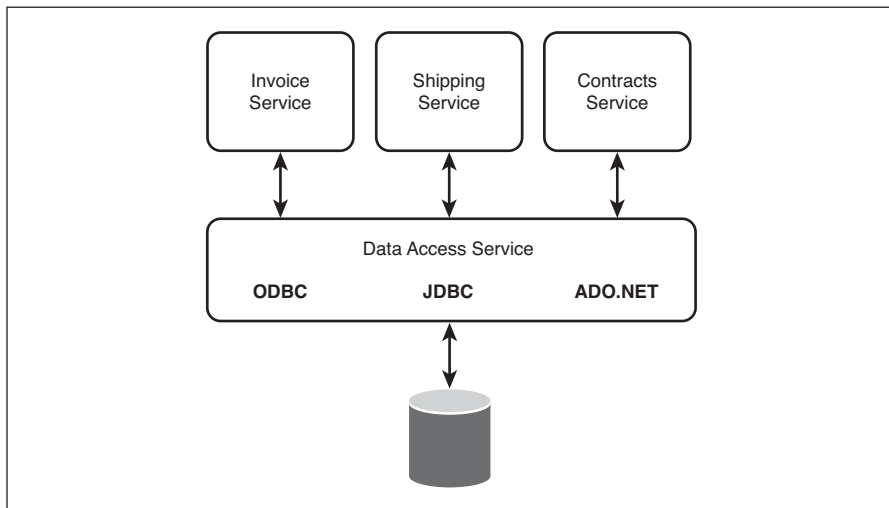 Invoice
Service
Shipping
Service
Contracts
Service
Data Access Service
ODBC
JDBC
ADO.NET